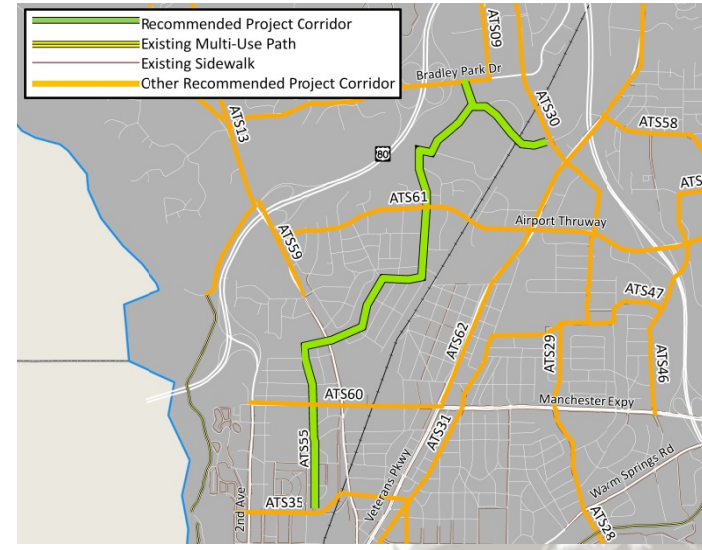 Recommended Project Corridor
Existing Multi-Use Path
Existing Sidewalk
Other Recommended Project Corridor
ATS09
Bradley Park Dr
ATS30
ATS13
ATS58
80
ATS
ATS61
Airport Thruway
ATS59
ATS47
ATS62
ATS29
ATS46
ATS60
Manchester Expy
ATS31
ATS55
Warm Springs Rd
Veterans Pkwy
2nd Ave
ATS35
ATS28